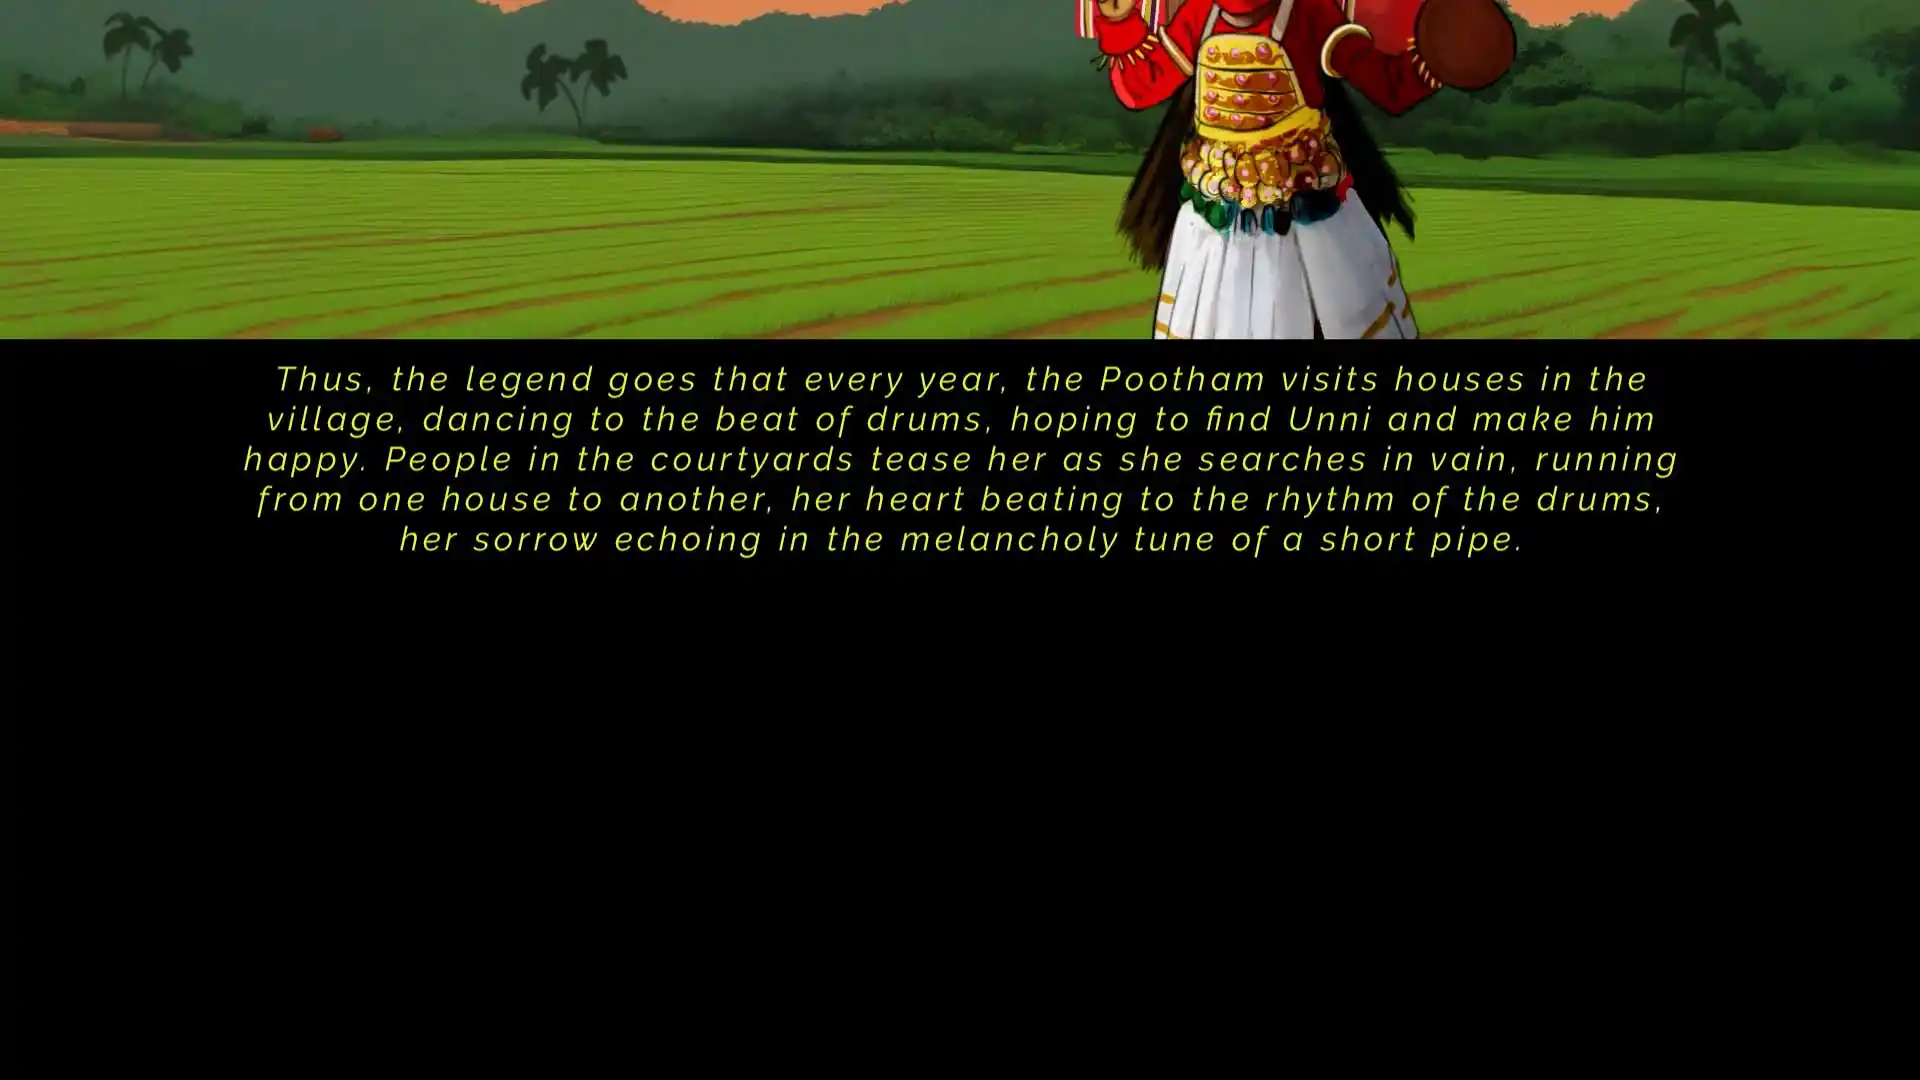 Thus, the legend goes that every year, the Pootham visits houses in the
village, dancing to the beat of drums, hoping to find Unni and make him
happy. People in the courtyards tease her as she searches in vain, running
from one house to another, her heart beating to the rhythm of the drums,
her sorrow echoing in the melancholy tune of a short pipe.